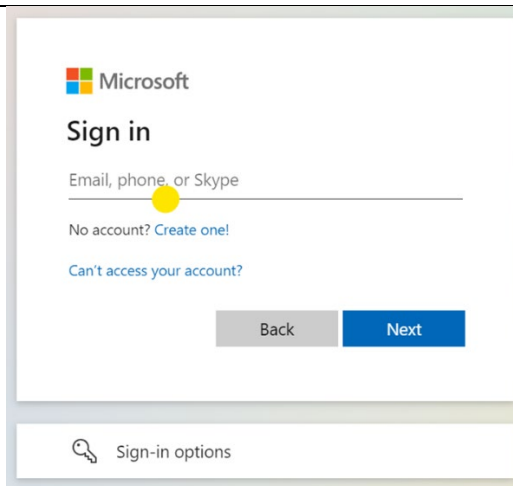 Microsoft
Sign in
Email, phone, or Skype
No account? Create one!
Can't access your account?
Back Next
Sign-in options